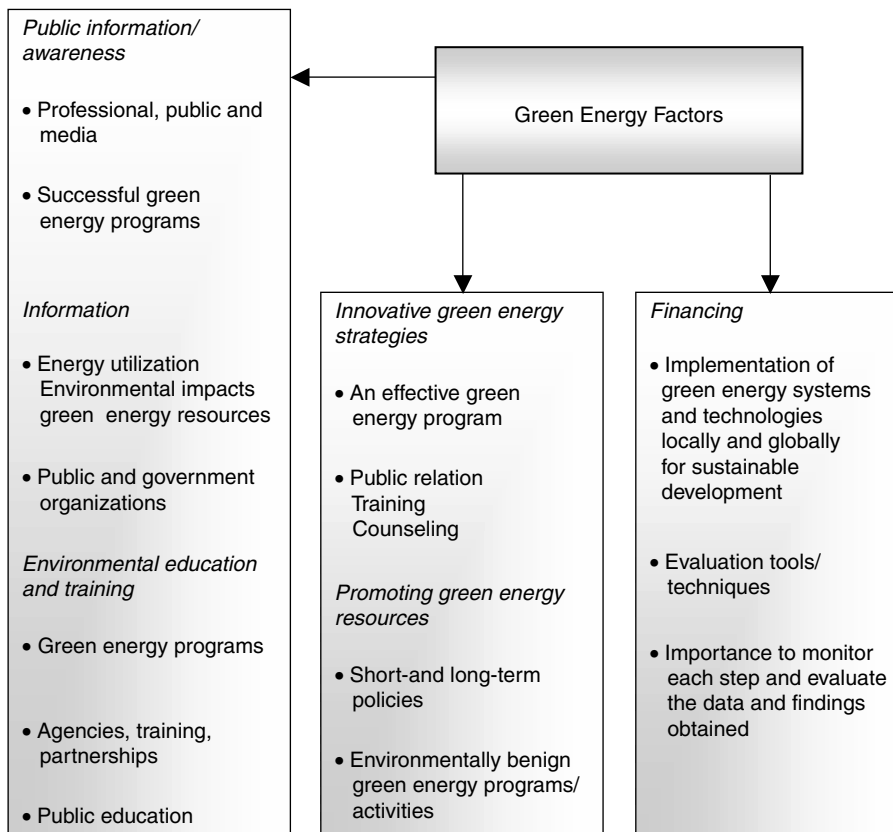 Green Energy Factors
Public information/
awareness
• Professional, public and
media
• Successful green
energy programs
Information
• Energy utilization
Environmental impacts
green energy resources
• Public and government
organizations
Environmental education
and training
• Green energy programs
• Agencies, training,
partnerships
• Public education
Innovative green energy
strategies
• An effective green
energy program
• Public relation
Training
Counseling
Promoting green energy
resources
• Short-and long-term
policies
• Environmentally benign
green energy programs/
activities
Financing
• Implementation of
green energy systems
and technologies
locally and globally
for sustainable
development
• Evaluation tools/
techniques
• Importance to monitor
each step and evaluate
the data and findings
obtained